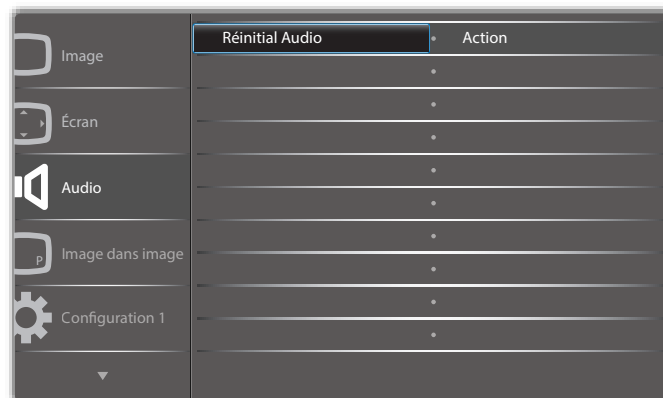 Image
Écran
Audio
Image dans image
P
Configuration 1
Réinitial Audio
Action